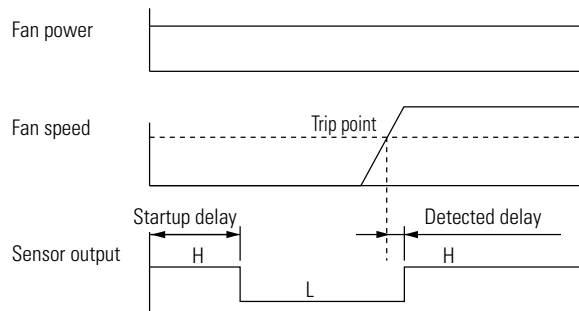 Fan power
Fan speed
Trip point
Startup delay
Detected delay
Sensor output
H
H
L